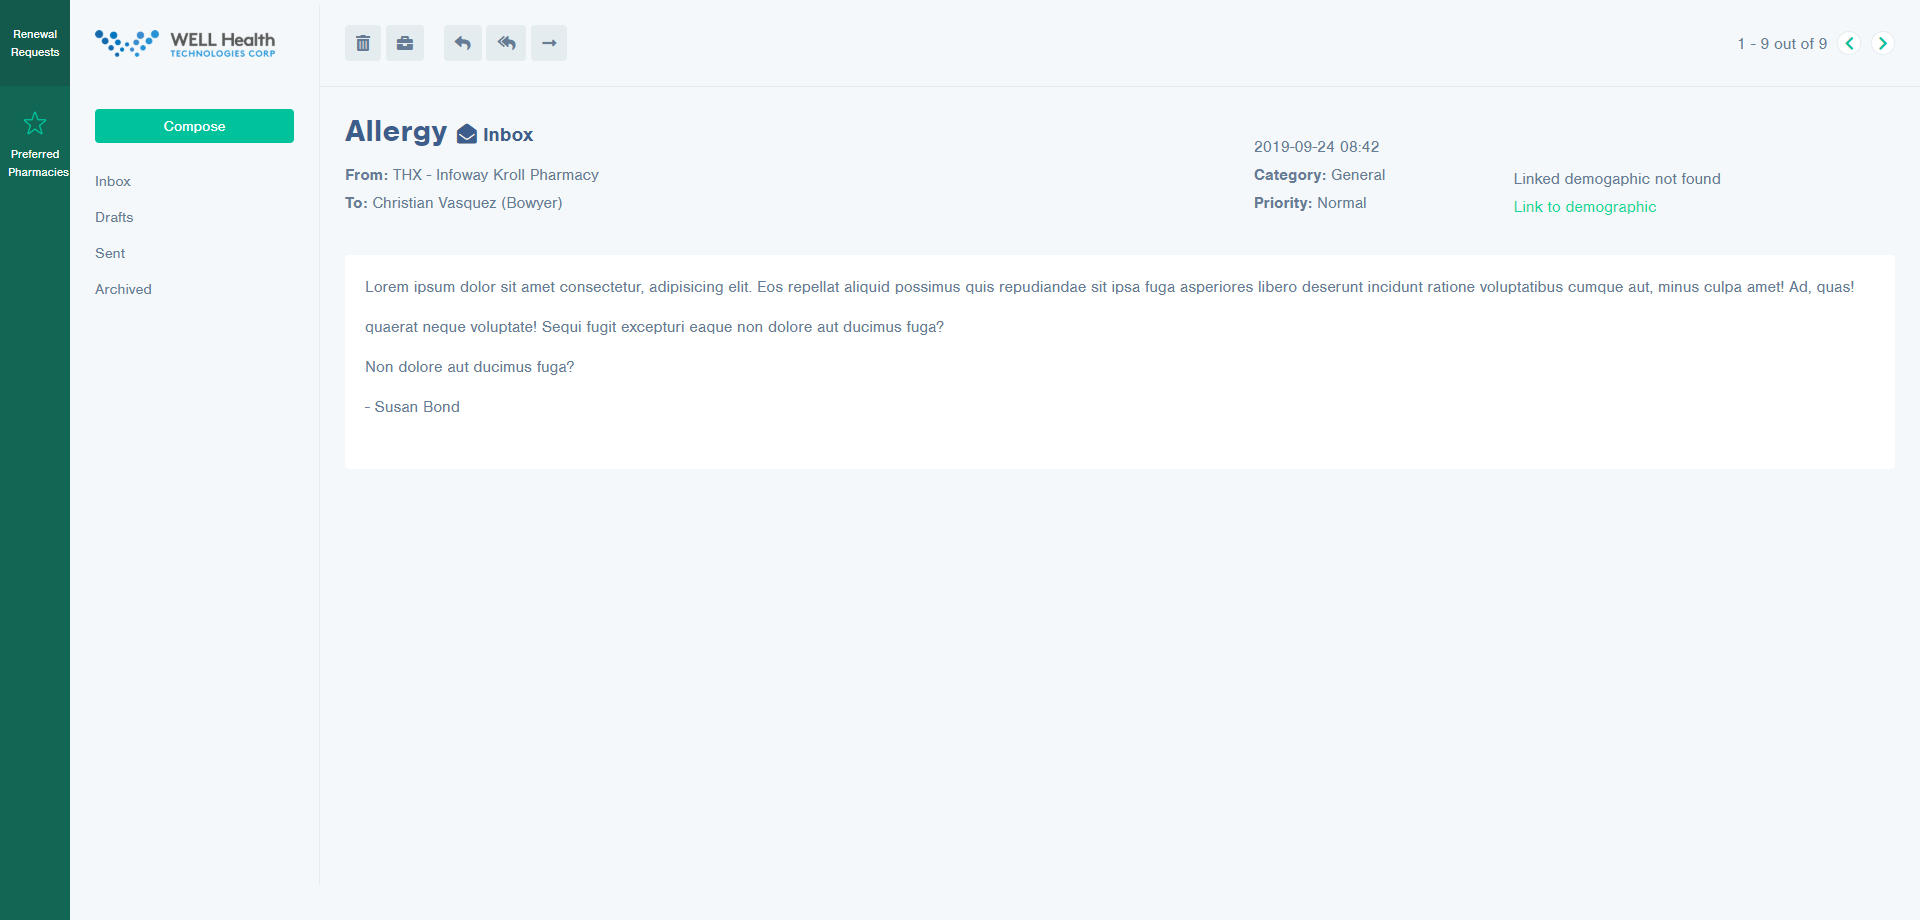 Renewal
Requests
Preferred
Pharmacies
WELL Health
TECHNOLOGIES CORP
Compose
Inbox
Drafts
Sent
Archived
1 - 9 out of 9
Allergy Inbox
From: THX - Infoway Kroll Pharmacy
To: Christian Vasquez (Bowyer)
2019-09-24 08:42
Category: General
Priority: Normal
Linked demogaphic not found
Link to demographic
Lorem ipsum dolor sit amet consectetur, adipisicing elit. Eos repellat aliquid possimus quis repudiandae sit ipsa fuga asperiores libero deserunt incidunt ratione voluptatibus cumque aut, minus culpa amet! Ad, quas!
quaerat neque voluptate! Sequi fugit excepturi eaque non dolore aut ducimus fuga?
Non dolore aut ducimus fuga?
- Susan Bond